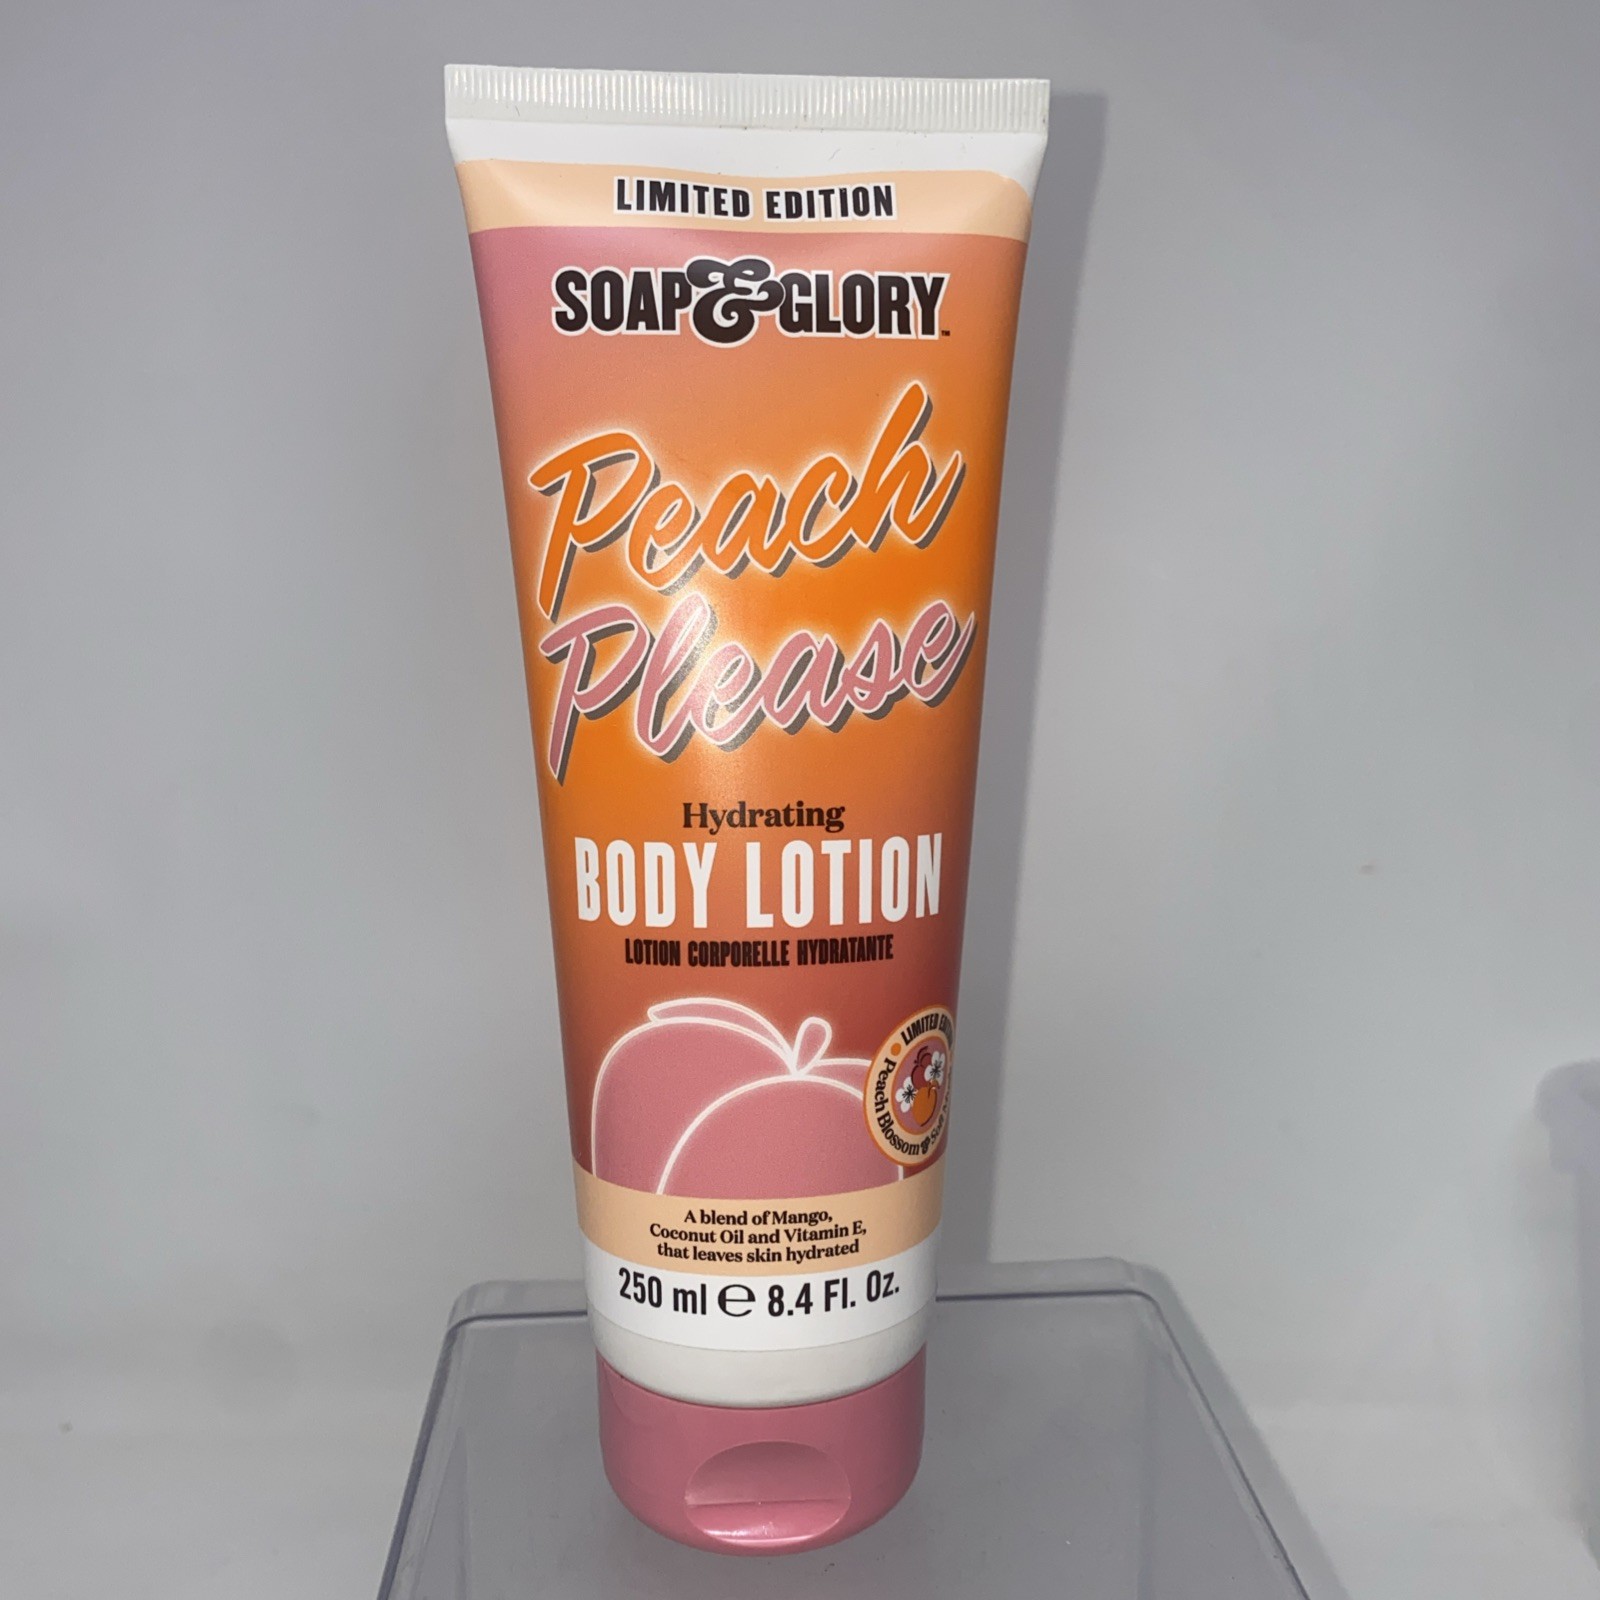 LIMITED EDITION
SOAP & GLORY™
Peach
Please
Hydrating
BODY LOTION
LOTION CORPORELLE HYDRATANTE
LIMITED
Peach Blossom &
A blend of Mango,
Coconut Oil and Vitamin E,
that leaves skin hydrated
250 ml ℮ 8.4 Fl. Oz.